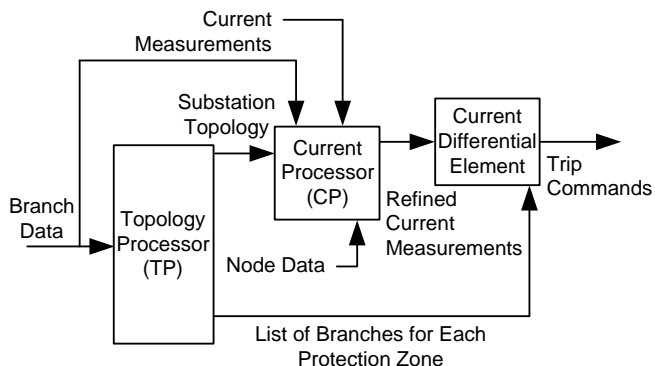 Current
Measurements
Substation
Topology
Current
Processor
(CP)
Current
Differential
Element
Trip
Commands
Branch
Data
Topology
Processor
(TP)
Refined
Current
Measurements
Node Data
List of Branches for Each
Protection Zone